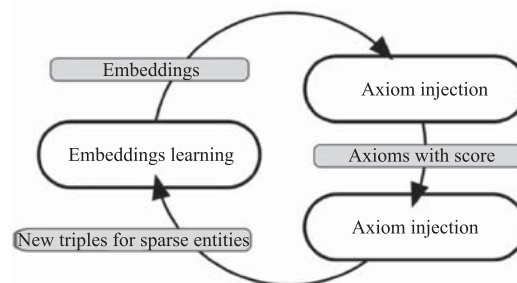 Embeddings
Axiom injection
Embeddings learning
Axioms with score
New triples for sparse entities
Axiom injection